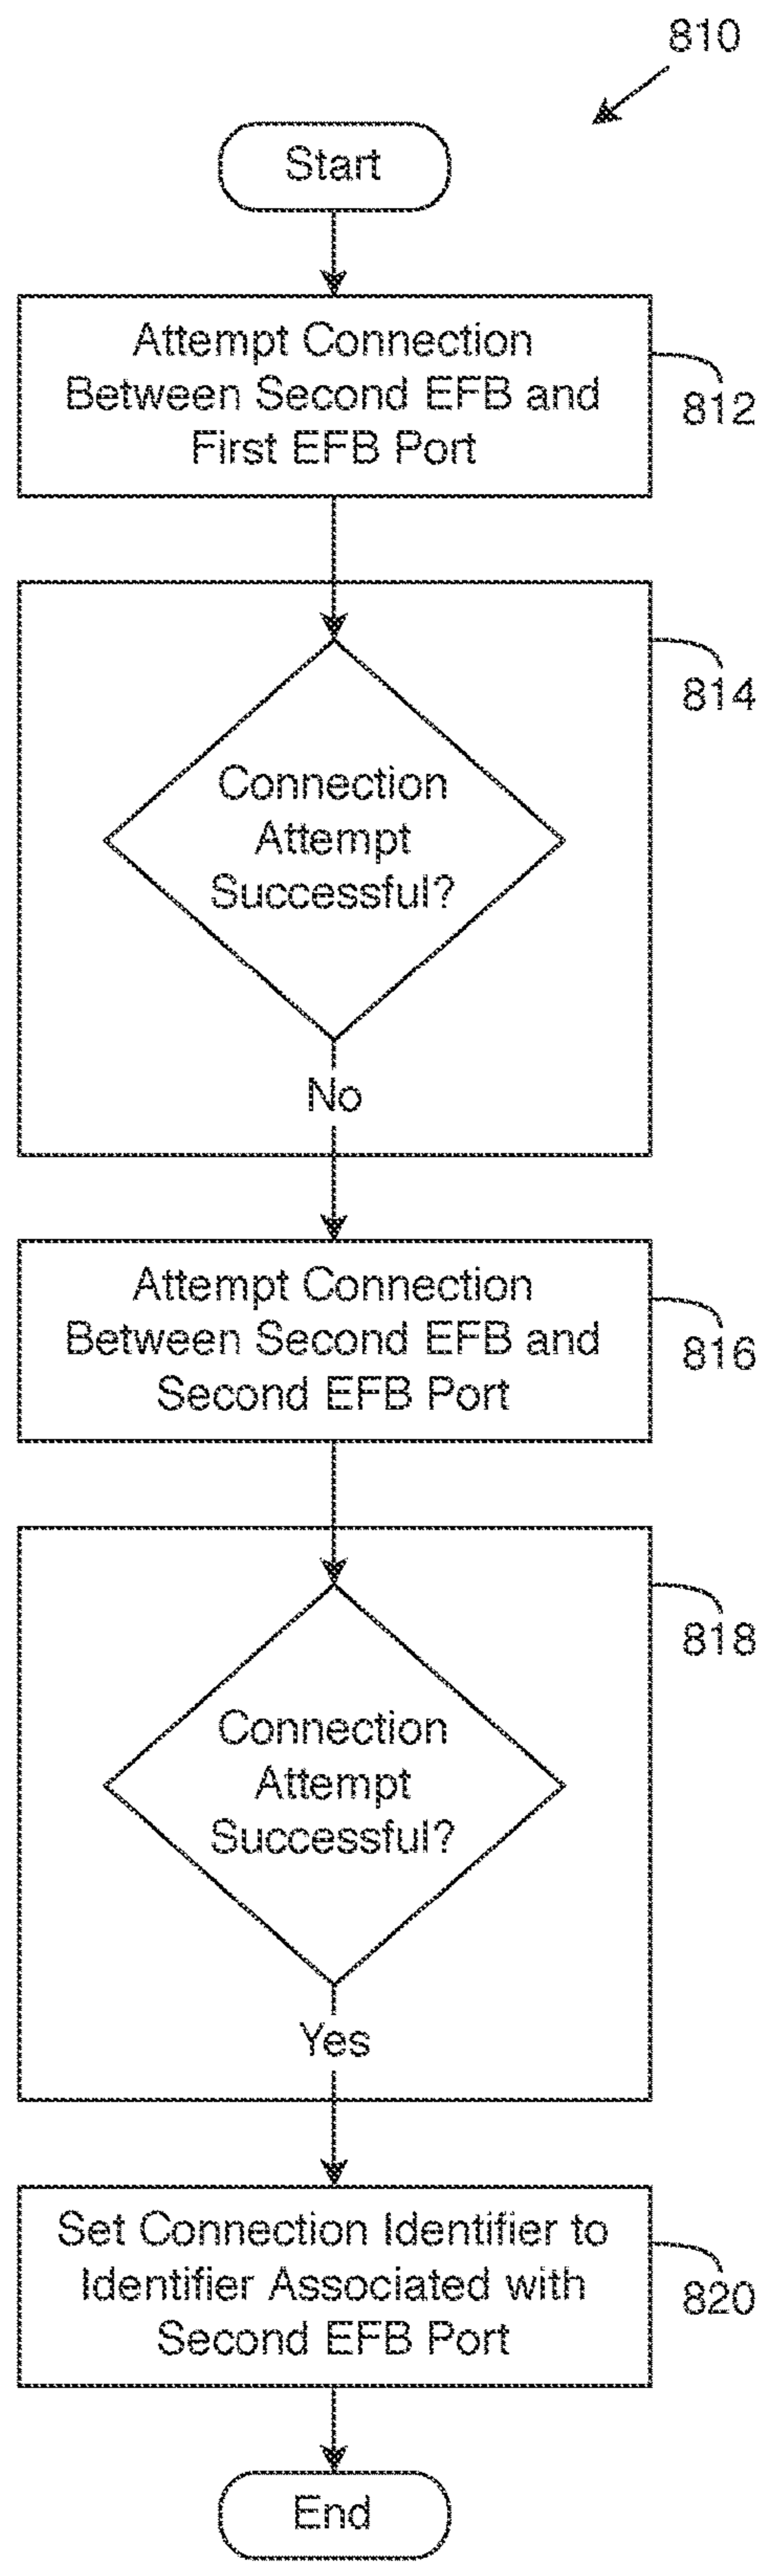 810
Start
Attempt Connection
Between Second EFB and
First EFB Port
812
814
Connection
Attempt
Successful?
No
Attempt Connection
Between Second EFB and
Second EFB Port
816
818
Connection
Attempt
Successful?
Yes
Set Connection Identifier to
Identifier Associated with
Second EFB Port
820
End